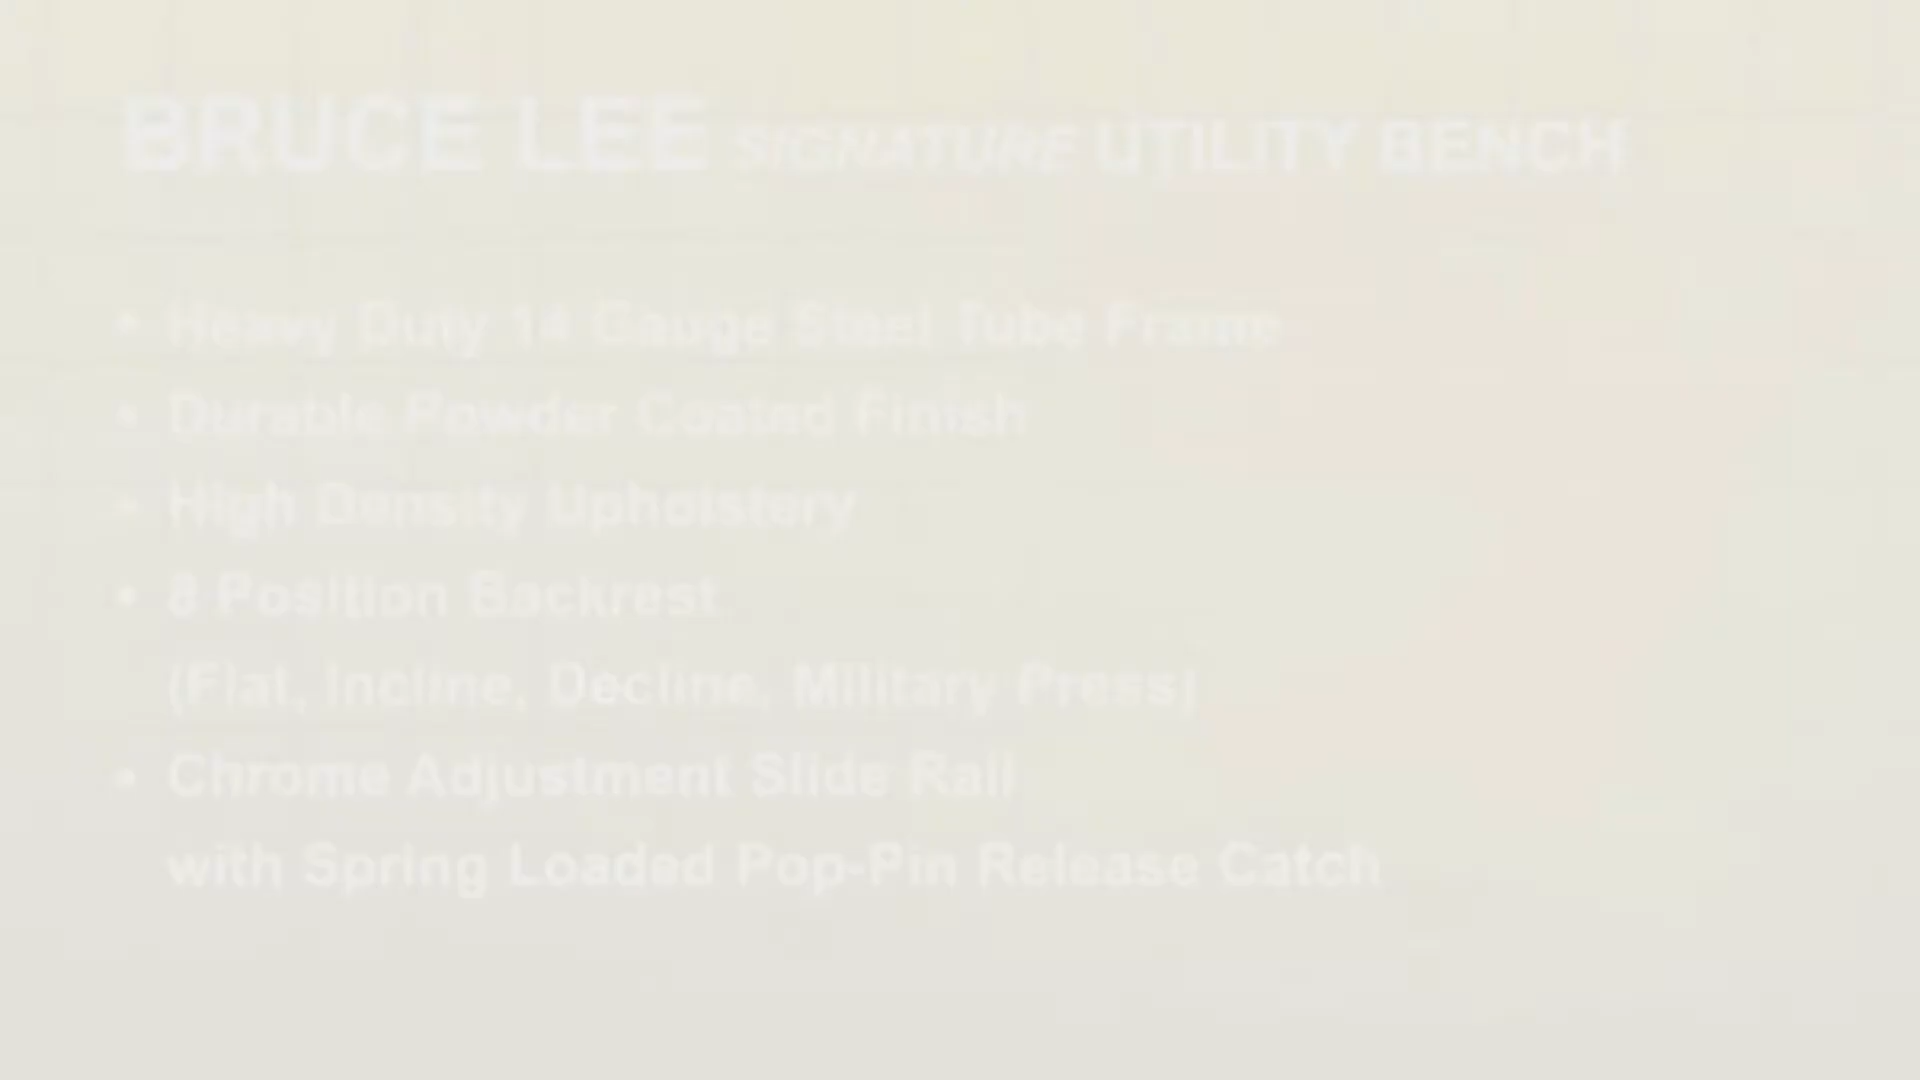 BRUCE LEE SIGNATURE UTILITY BENCH
• Heavy Duty 14 Gauge Steel Tube Frame
• Durable Powder Coated Finish
• High Density Upholstery
• 8 Position Backrest
(Flat, Incline, Decline, Military Press)
• Chrome Adjustment Slide Rail
with Spring Loaded Pop-Pin Release Catch